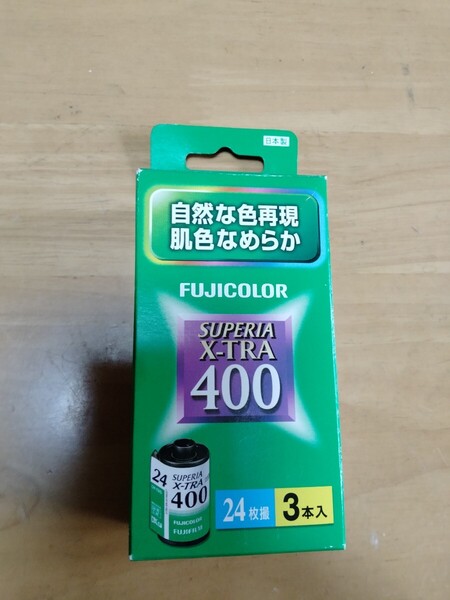 日本製
自然な色再現
肌色なめらか
FUJICOLOR
SUPERIA
X-TRA
400
24
SUPERIA
X-TRA
400
FUJICOLOR
FUJIFILM
24枚撮
3本入